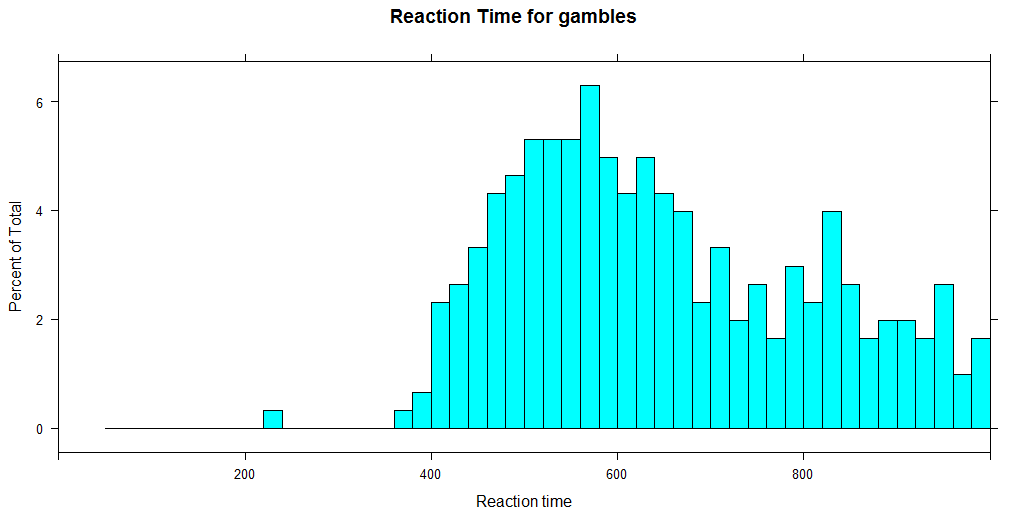 Reaction Time for gambles
6
4
2
0
Percent of Total
200 400 600 800
Reaction time